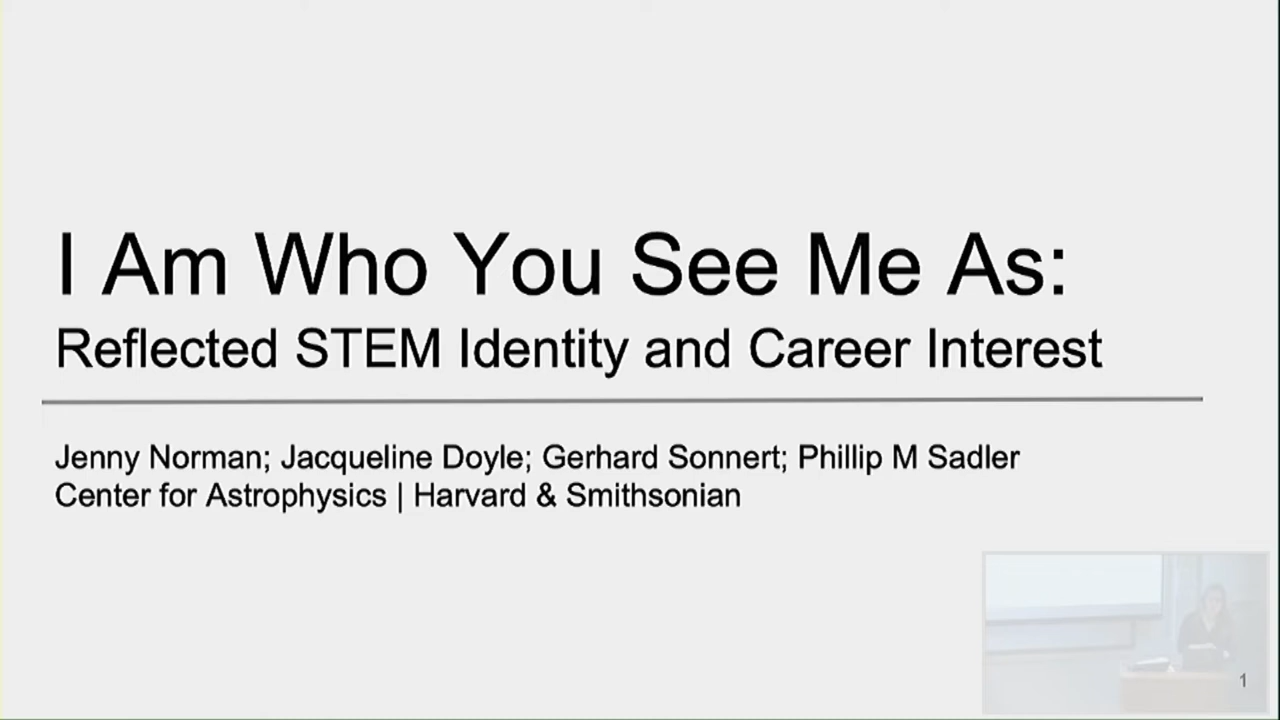 I Am Who You See Me As:
Reflected STEM Identity and Career Interest
Jenny Norman; Jacqueline Doyle; Gerhard Sonnert; Phillip M Sadler
Center for Astrophysics | Harvard & Smithsonian
1